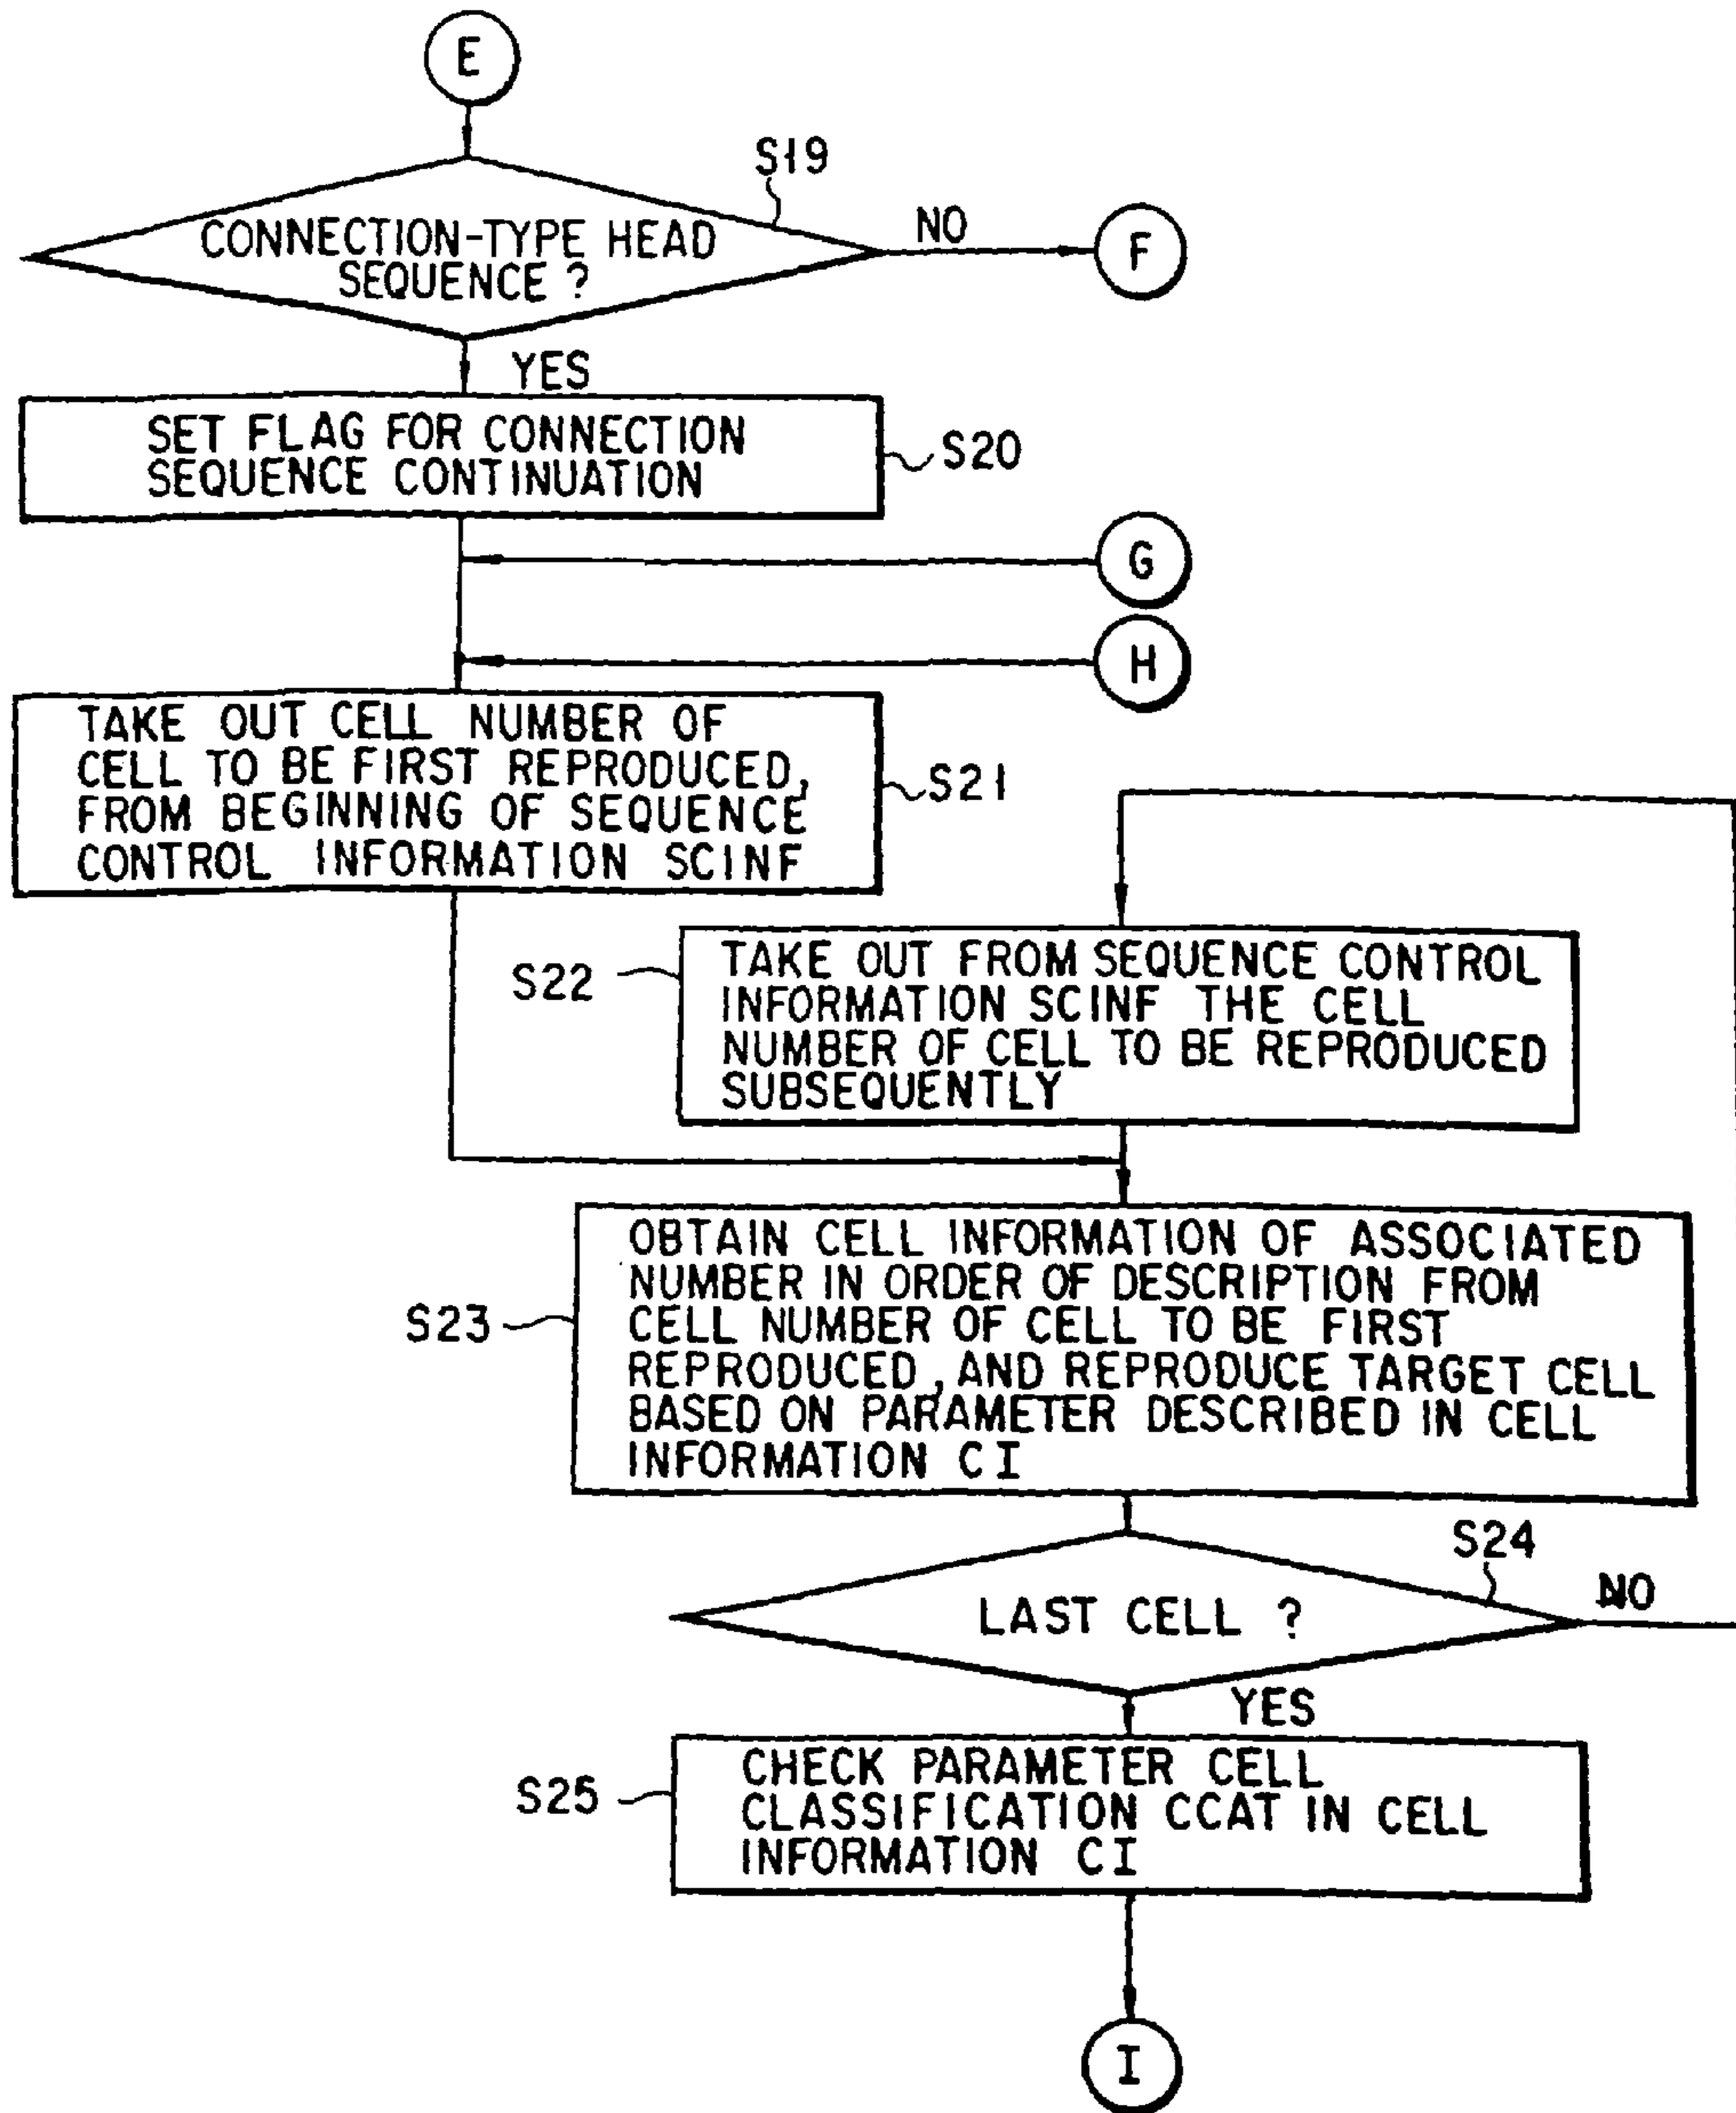 E
S19
CONNECTION-TYPE HEAD
SEQUENCE ?
NO
F
YES
SET FLAG FOR CONNECTION
SEQUENCE CONTINUATION
S20
G
H
TAKE OUT CELL NUMBER OF
CELL TO BE FIRST REPRODUCED,
FROM BEGINNING OF SEQUENCE
CONTROL INFORMATION SCINF
S21
S22
TAKE OUT FROM SEQUENCE CONTROL
INFORMATION SCINF THE CELL
NUMBER OF CELL TO BE REPRODUCED
SUBSEQUENTLY
S23
OBTAIN CELL INFORMATION OF ASSOCIATED
NUMBER IN ORDER OF DESCRIPTION FROM
CELL NUMBER OF CELL TO BE FIRST
REPRODUCED, AND REPRODUCE TARGET CELL
BASED ON PARAMETER DESCRIBED IN CELL
INFORMATION CI
S24
LAST CELL ?
NO
YES
S25
CHECK PARAMETER CELL
CLASSIFICATION CCAT IN CELL
INFORMATION CI
I